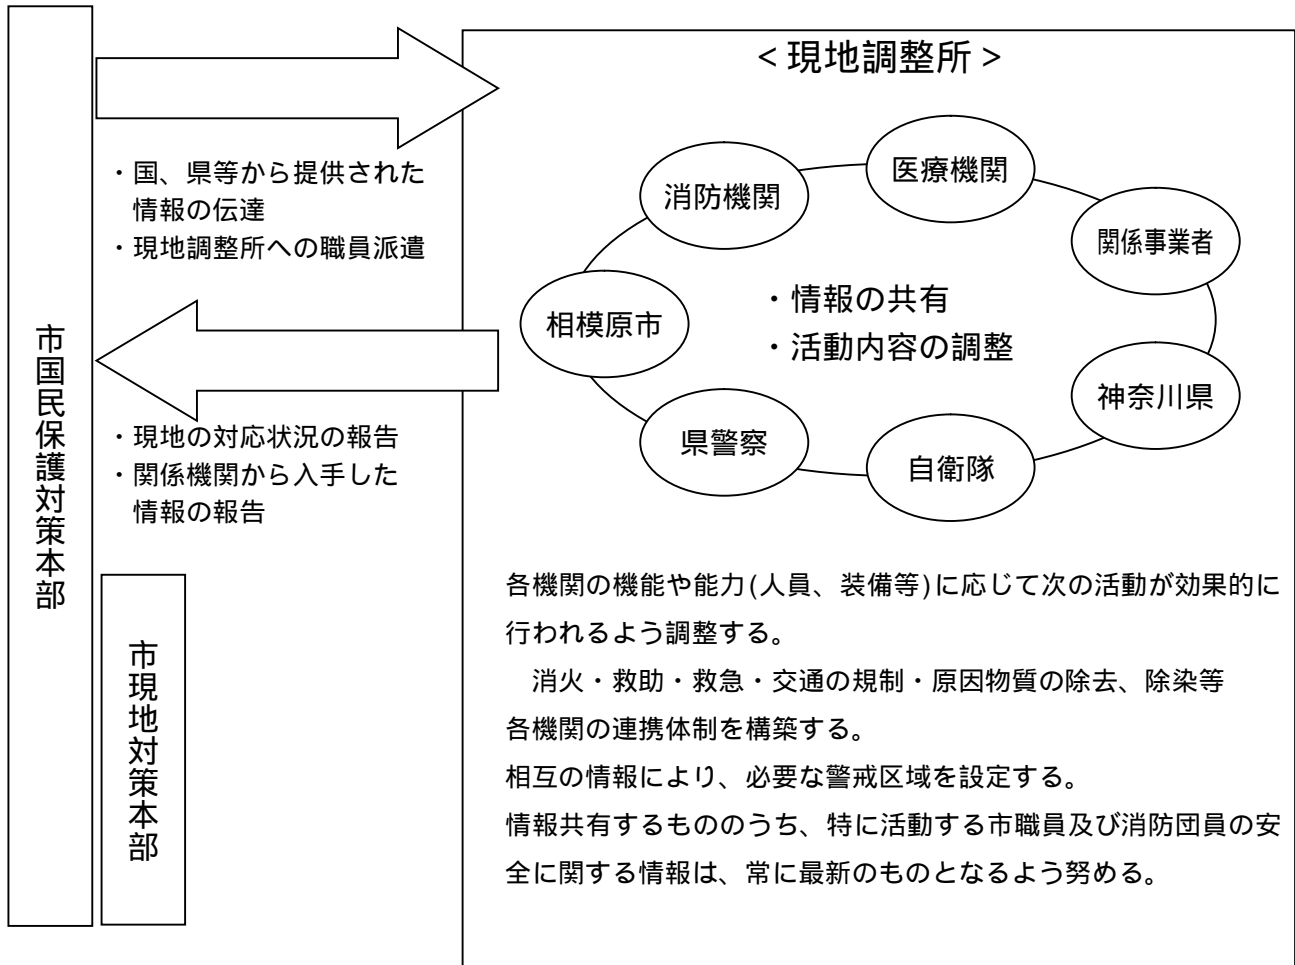 市国民保護対策本部
市現地対策本部
・国、県等から提供された
情報の伝達
・現地調整所への職員派遣
・現地の対応状況の報告
・関係機関から入手した
情報の報告
<現地調整所>
医療機関
消防機関
関係事業者
相模原市
・情報の共有
・活動内容の調整
神奈川県
県警察
自衛隊
各機関の機能や能力(人員、装備等)に応じて次の活動が効果的に
行われるよう調整する。
消火・救助・救急・交通の規制・原因物質の除去、除染等
各機関の連携体制を構築する。
相互の情報により、必要な警戒区域を設定する。
情報共有するもののうち、特に活動する市職員及び消防団員の安
全に関する情報は、常に最新のものとなるよう努める。